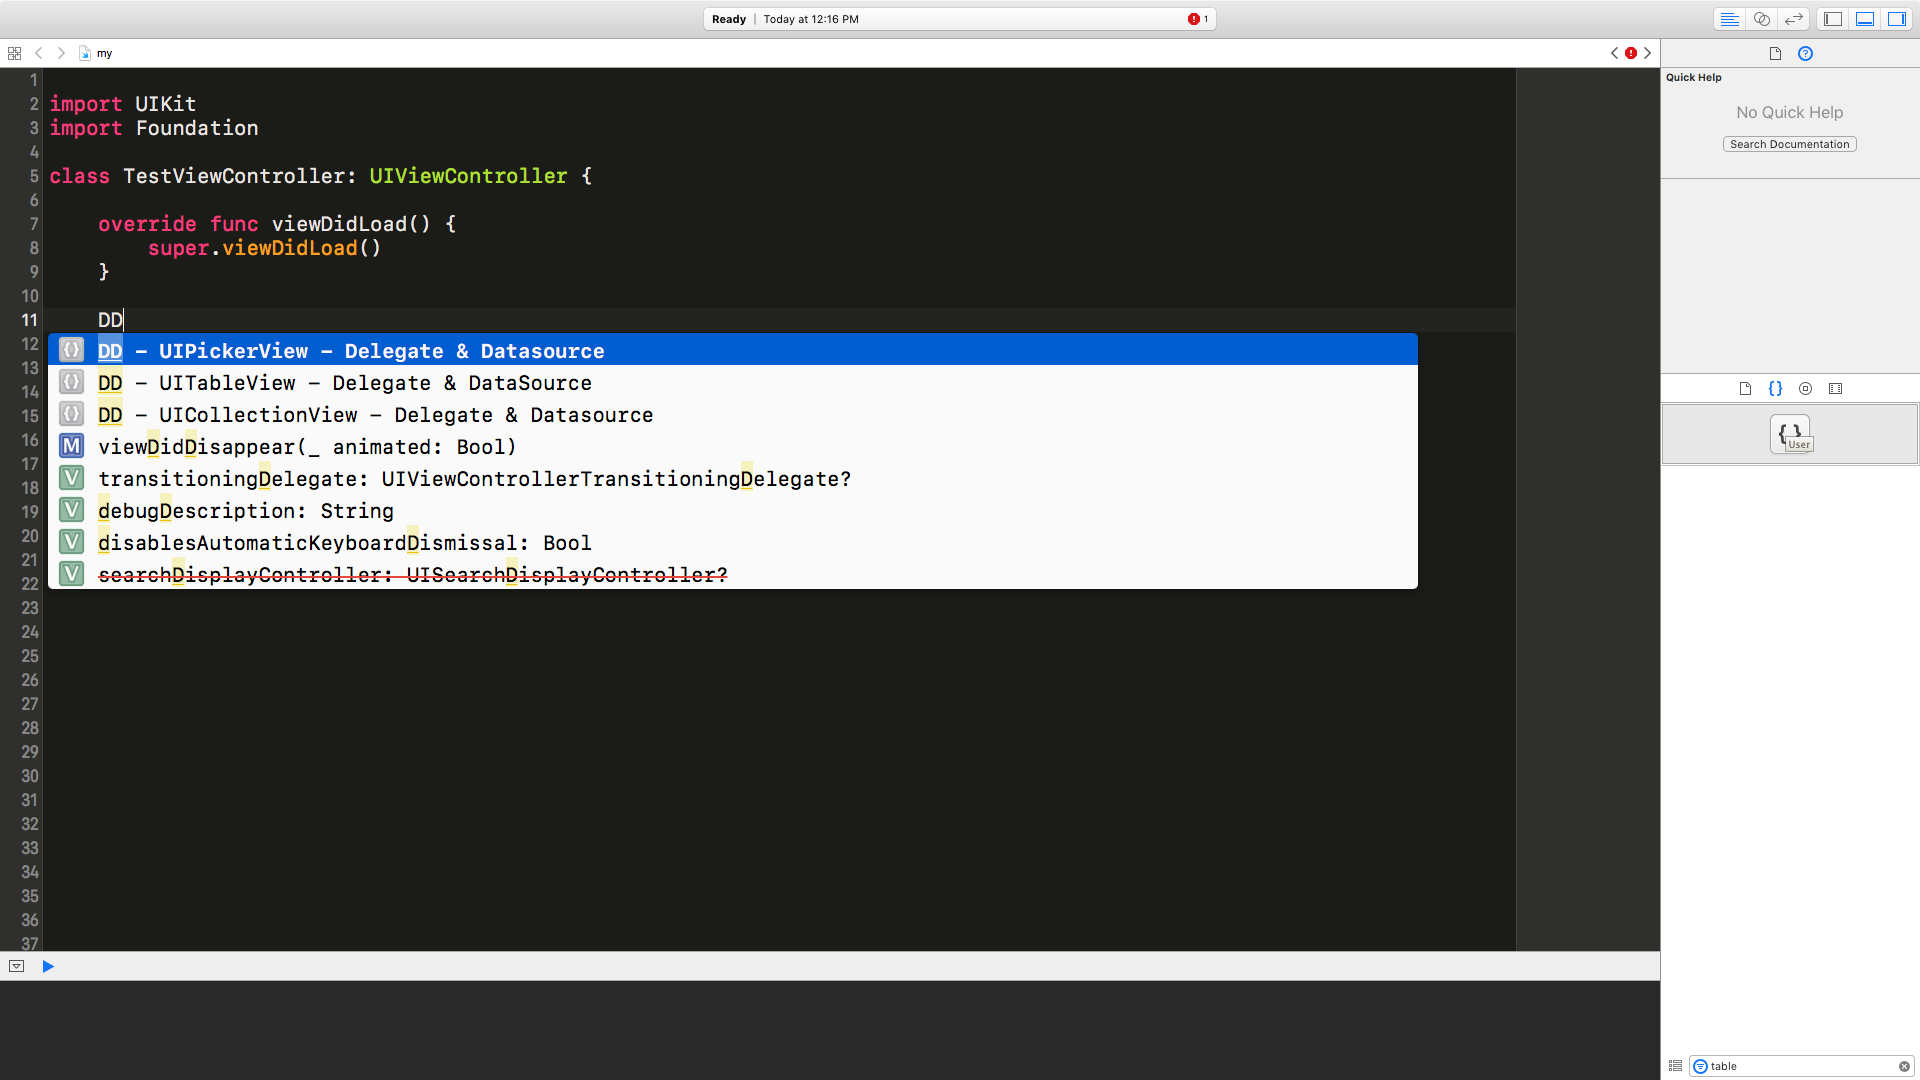 Ready | Today at 12:16 PM
1
my
Quick Help
No Quick Help
Search Documentation
1
2 import UIKit
3 import Foundation
4
5 class TestViewController: UIViewController {
6
7 override func viewDidLoad() {
8 super.viewDidLoad()
9 }
10
11 DD
12
13
14
15
16
17
18
19
20
21
22
23
24
25
26
27
28
29
30
31
32
33
34
35
36
37
{} DD – UIPickerView – Delegate & Datasource
{} DD – UITableView – Delegate & DataSource
{} DD – UICollectionView – Delegate & Datasource
M viewDidDisappear(_ animated: Bool)
V transitioningDelegate: UIViewControllerTransitioningDelegate?
V debugDescription: String
V disablesAutomaticKeyboardDismissal: Bool
V searchDisplayController: UISearchDisplayController?
{}
{ }
User
table